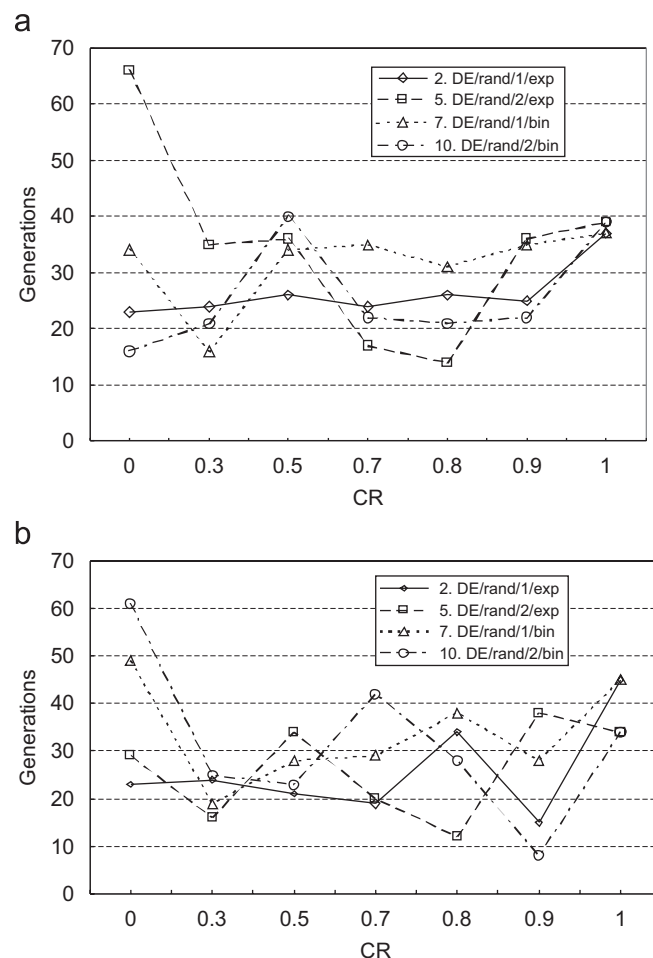 a
70
60
50
40
30
20
10
0
Generations
2. DE/rand/1/exp
5. DE/rand/2/exp
7. DE/rand/1/bin
10. DE/rand/2/bin
0 0.3 0.5 0.7 0.8 0.9 1
CR
b
70
60
50
40
30
20
10
0
Generations
2. DE/rand/1/exp
5. DE/rand/2/exp
7. DE/rand/1/bin
10. DE/rand/2/bin
0 0.3 0.5 0.7 0.8 0.9 1
CR